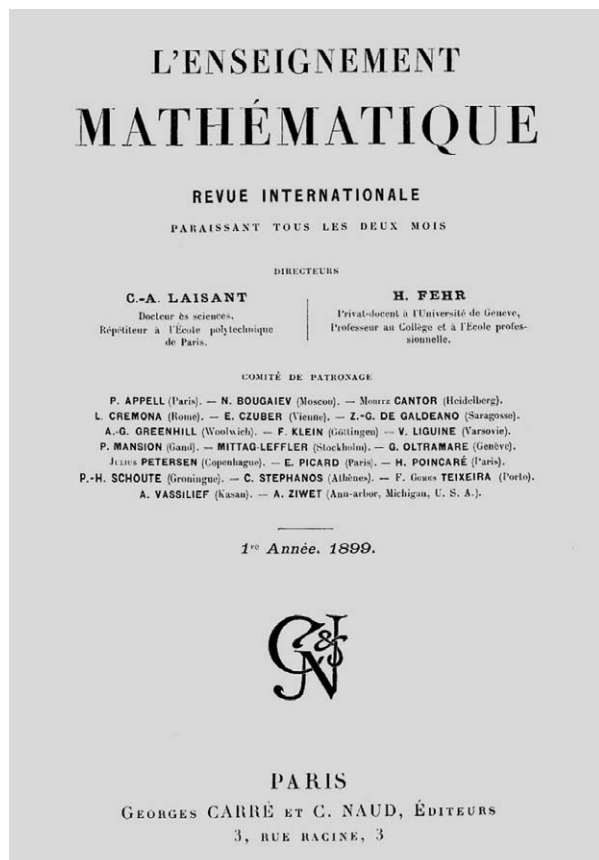 L'ENSEIGNEMENT
MATHÉMATIQUE
REVUE INTERNATIONALE
PARAISSANT TOUS LES DEUX MOIS
DIRECTEURS
C.-A. LAISANT
Docteur ès sciences,
Répétiteur à l'École polytechnique
de Paris.
H. FEHR
Privat-docent à l'Université de Genève,
Professeur au Collège et à l'École profes-
sionnelle.
COMITÉ DE PATRONAGE
P. APPELL (Paris). — N. BOUGAIEV (Moscou). — Moritz CANTOR (Heidelberg).
L. CREMONA (Rome). — E. CZUBER (Vienne). — Z.-G. DE GALDEANO (Saragosse).
A.-G. GREENHILL (Woolwich). — F. KLEIN (Göttingen) — V. LIGUINE (Varsovie).
P. MANSION (Gand). — MITTAG-LEFFLER (Stockholm). — G. OLTRAMARE (Genève).
Julius PETERSEN (Copenhague). — E. PICARD (Paris). — H. POINCARÉ (Paris).
P.-H. SCHOUTE (Groningue). — C. STEPHANOS (Athènes). — F. Gomes TEIXEIRA (Porto).
A. VASSILIEF (Kasan). — A. ZIWET (Ann-arbor, Michigan, U. S. A.).
1re Année. 1899.
C&N
PARIS
Georges CARRÉ et C. NAUD, Éditeurs
3, RUE RACINE, 3